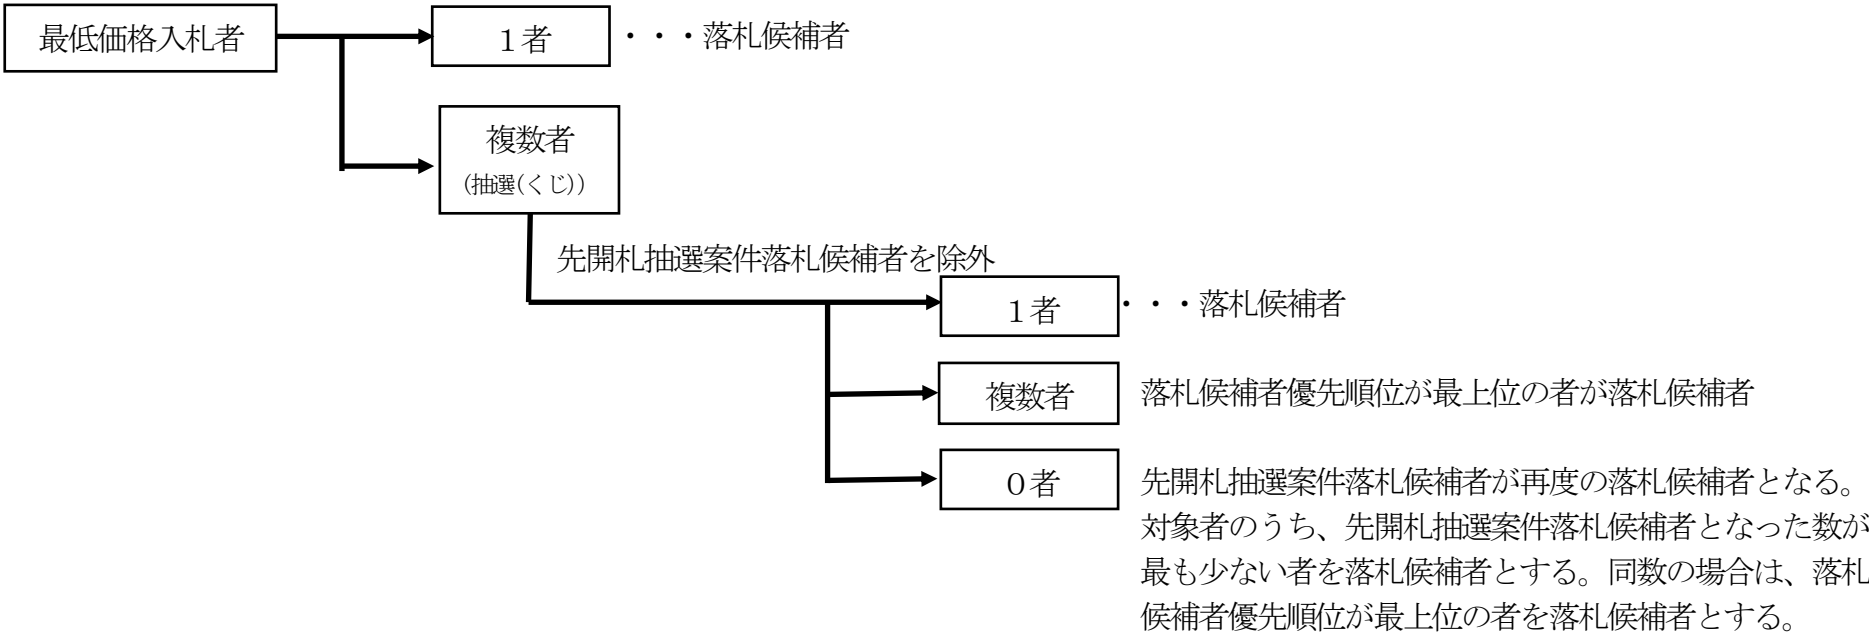 最低価格入札者
１者
・・・落札候補者
複数者
(抽選(くじ))
先開札抽選案件落札候補者を除外
１者
・・・落札候補者
複数者
落札候補者優先順位が最上位の者が落札候補者
０者
先開札抽選案件落札候補者が再度の落札候補者となる。
対象者のうち、先開札抽選案件落札候補者となった数が
最も少ない者を落札候補者とする。同数の場合は、落札
候補者優先順位が最上位の者を落札候補者とする。